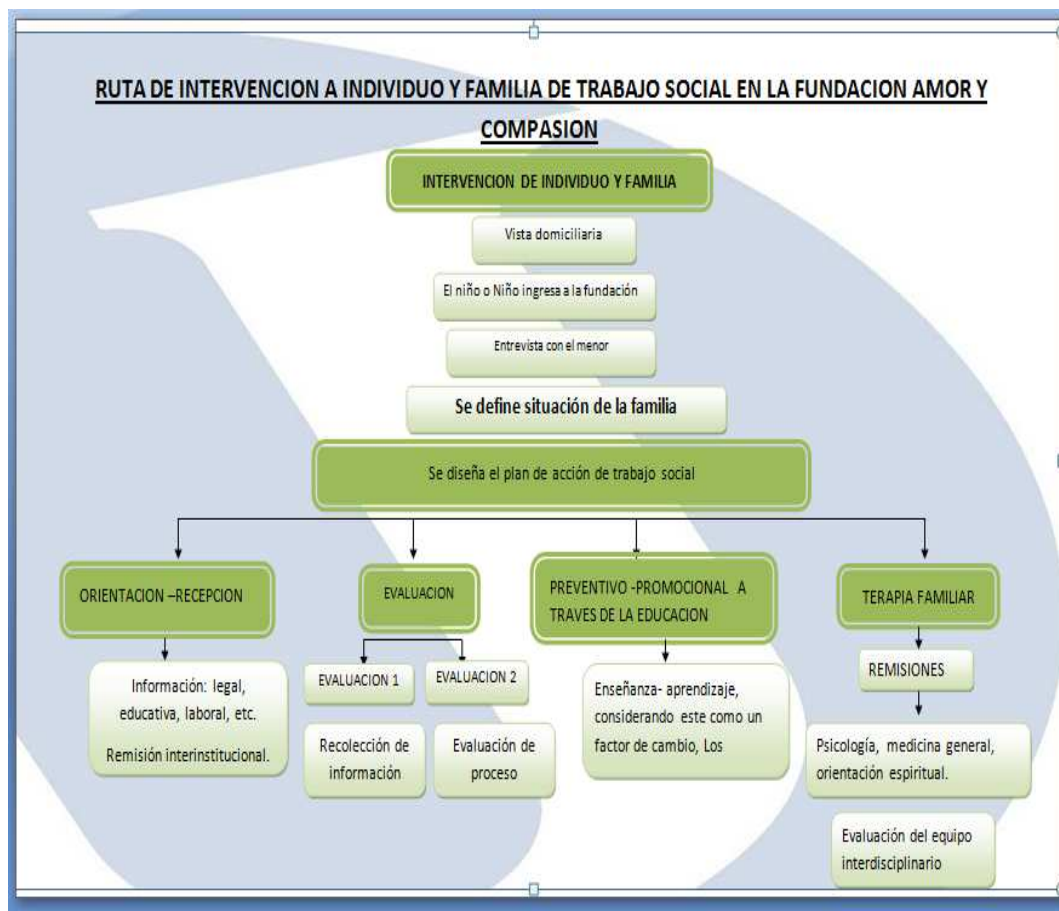 RUTA DE INTERVENCION A INDIVIDUO Y FAMILIA DE TRABAJO SOCIAL EN LA FUNDACION AMOR Y
COMPASION
INTERVENCION DE INDIVIDUO Y FAMILIA
Vista domiciliaria
El niño o Niño ingresa a la fundación
Entrevista con el menor
Se define situación de la familia
Se diseña el plan de acción de trabajo social
ORIENTACION –RECEPCION
Información: legal,
educativa, laboral, etc.
Remisión interinstitucional.
EVALUACION
EVALUACION 1
Recolección de
información
EVALUACION 2
Evaluación de
proceso
PREVENTIVO -PROMOCIONAL A
TRAVES DE LA EDUCACION
Enseñanza- aprendizaje,
considerando este como un
factor de cambio, Los
TERAPIA FAMILIAR
REMISIONES
Psicología, medicina general,
orientación espiritual.
Evaluación del equipo
interdisciplinario